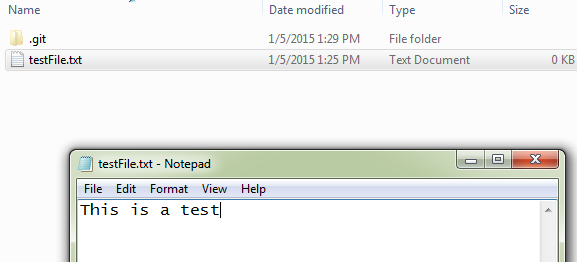 Name Date modified Type Size
.git 1/5/2015 1:29 PM File folder
testFile.txt 1/5/2015 1:25 PM Text Document 0 KB
testFile.txt - Notepad
File Edit Format View Help
This is a test